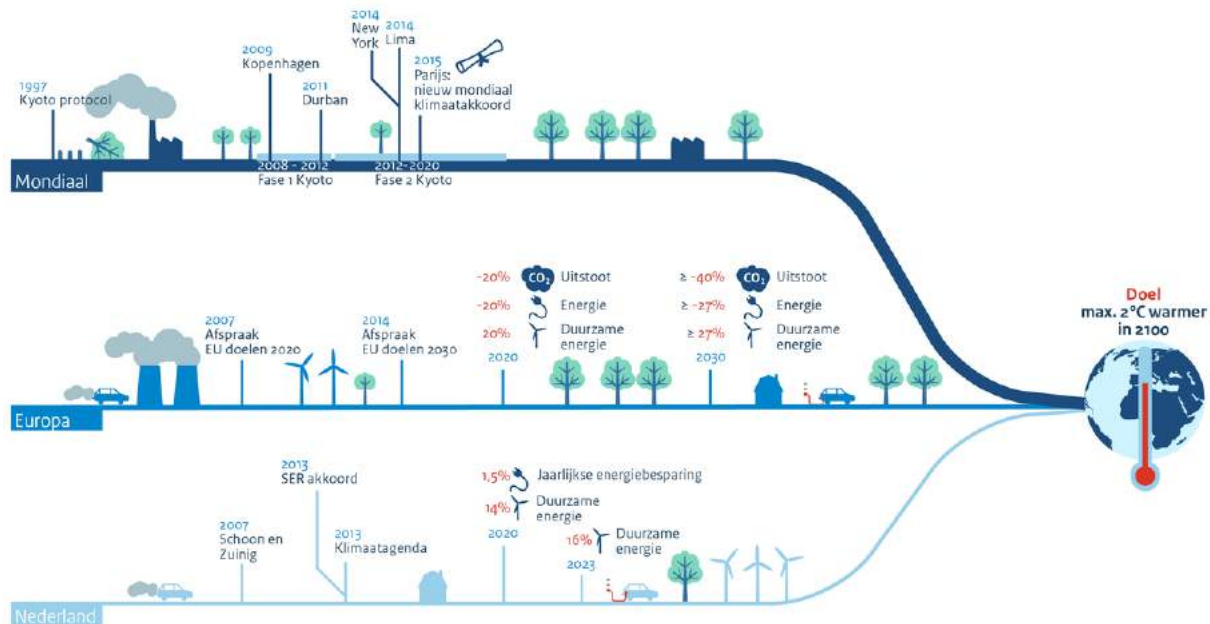 1997
Kyoto protocol
2009
Kopenhagen
2011
Durban
2014
New
York
2014
Lima
2015
Parijs:
nieuw mondiaal
klimaatakkoord
Mondiaal
2008 - 2012
Fase 1 Kyoto
2012-2020
Fase 2 Kyoto
-20% CO₂ Uitstoot
-20% Energie
20% Duurzame
energie
≥ -40% CO₂ Uitstoot
≥ -27% Energie
≥ 27% Duurzame
energie
2007
Afspraak
EU doelen 2020
2014
Afspraak
EU doelen 2030
2020
2030
Europa
Doel
max. 2°C warmer
in 2100
2007
Schoon en
Zuinig
2013
SER akkoord
2013
Klimaatagenda
1,5% Jaarlijkse energiebesparing
14% Duurzame
energie
2020
16% Duurzame
energie
2023
Nederland